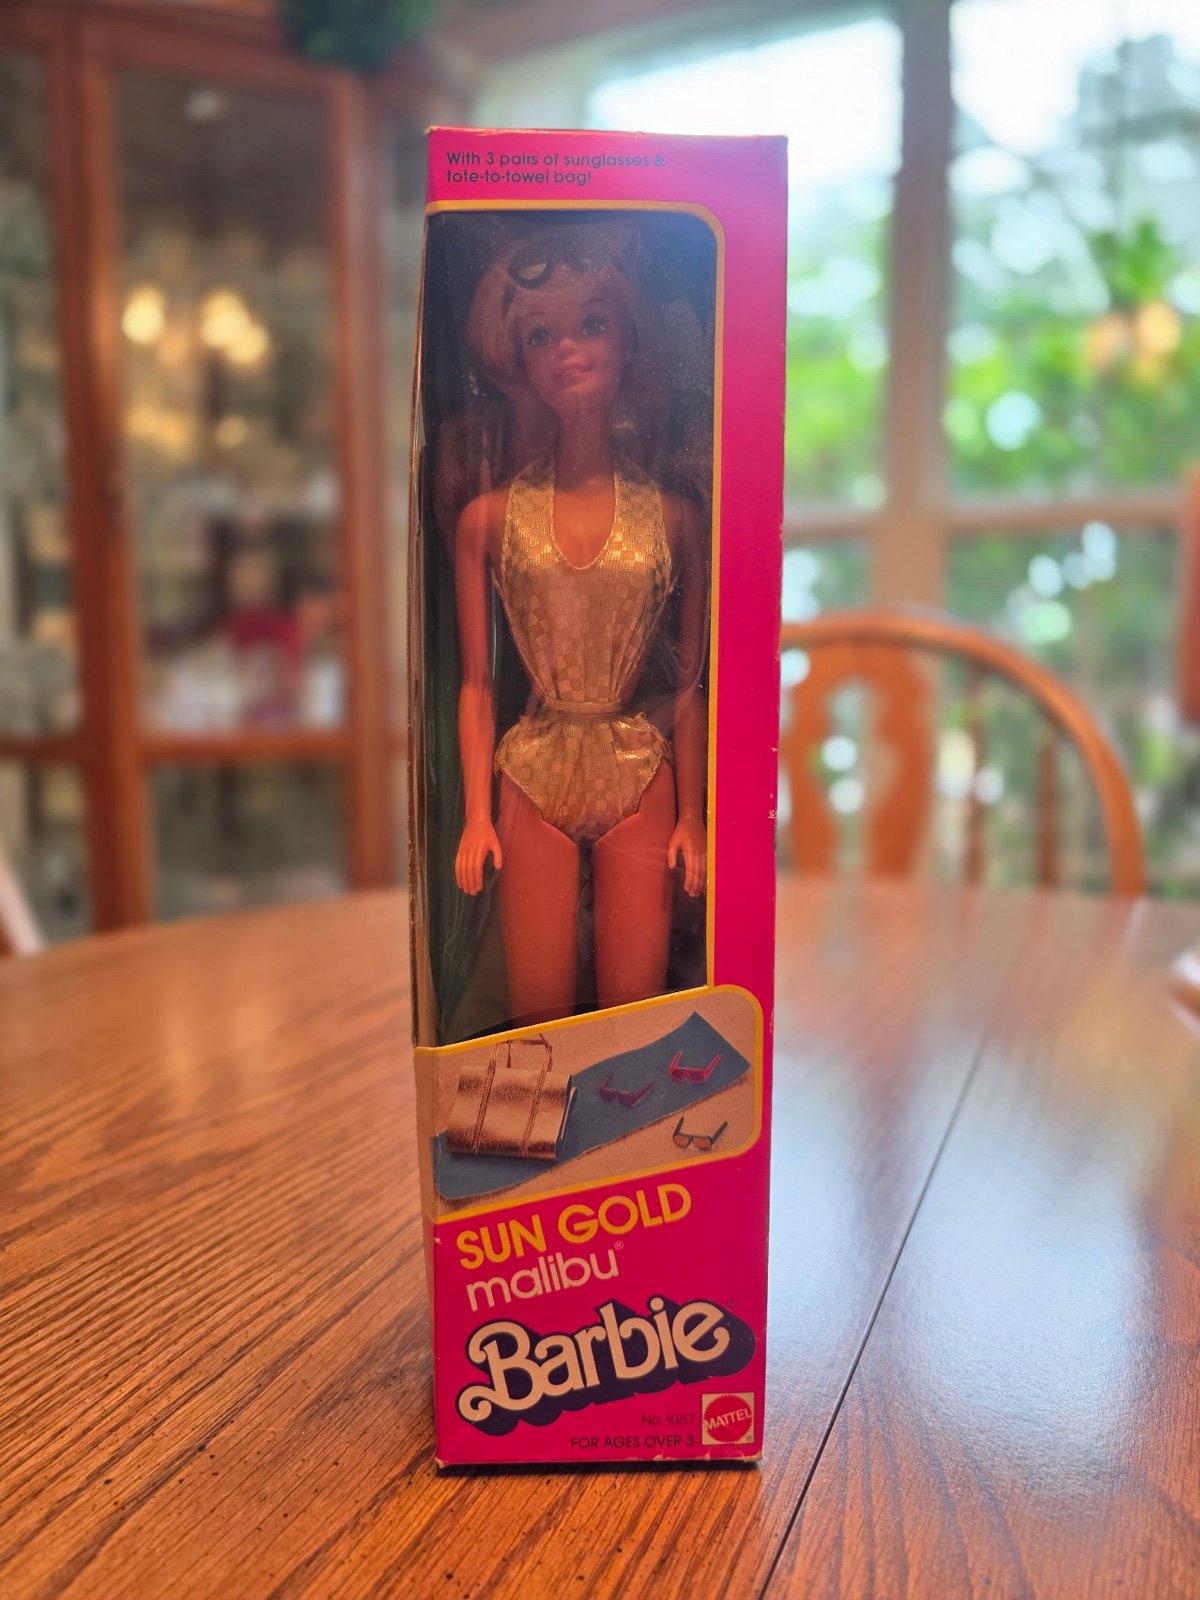 With 3 pairs of sunglasses &
tote-to-towel bag!
SUN GOLD
malibu®
Barbie®
No. 1067
FOR AGES OVER 3.
MATTEL